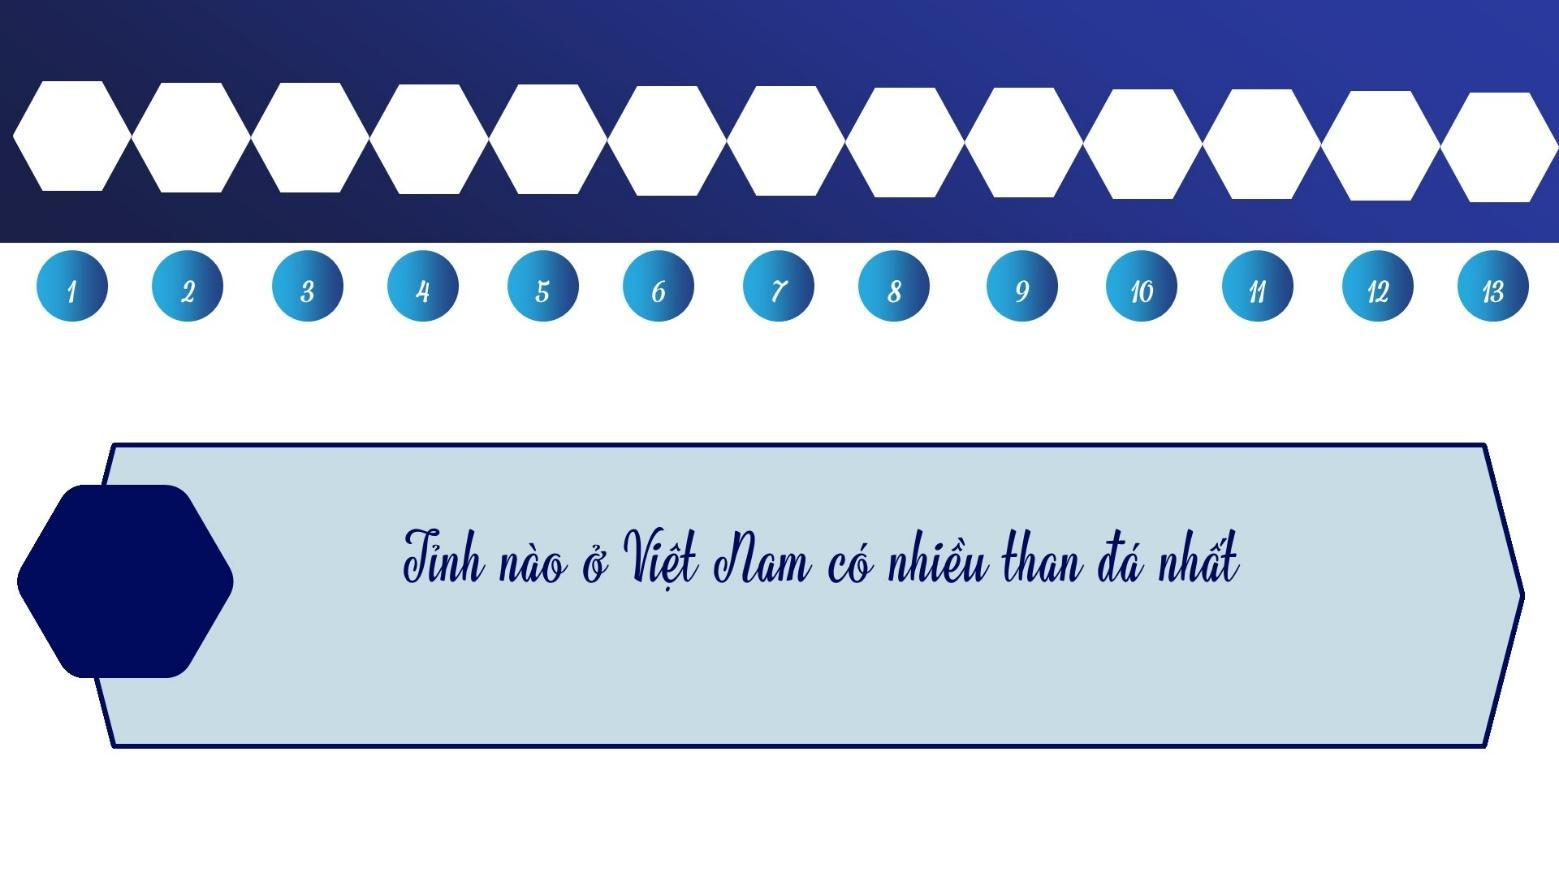 1 2 3 4 5 6 7 8 9 10 11 12 13
Tỉnh nào ở Việt Nam có nhiều than đá nhất